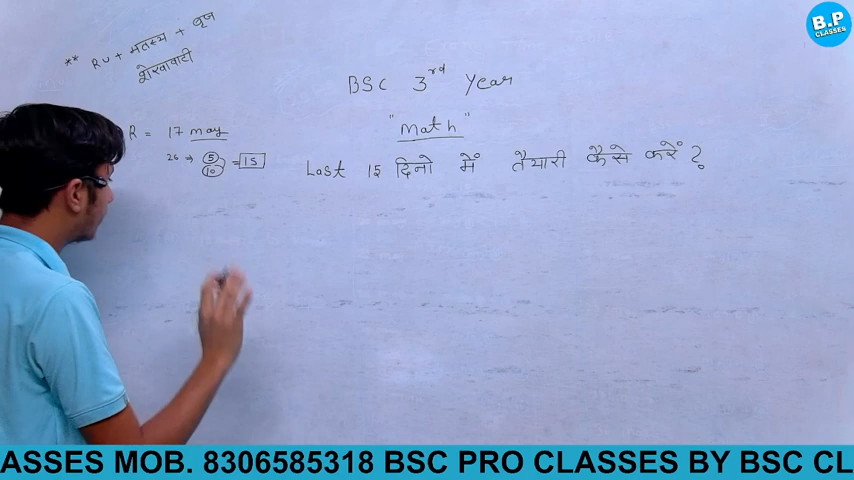 ** RU + मतस्य + बृज
शेखावाटी
BSC 3rd Year
"Math"
R = 17 may
26 → 5 10 = 15
Last 15 दिनो में तैयारी कैसे करें ?
B.P CLASSES
ASSES MOB. 8306585318 BSC PRO CLASSES BY BSC CL